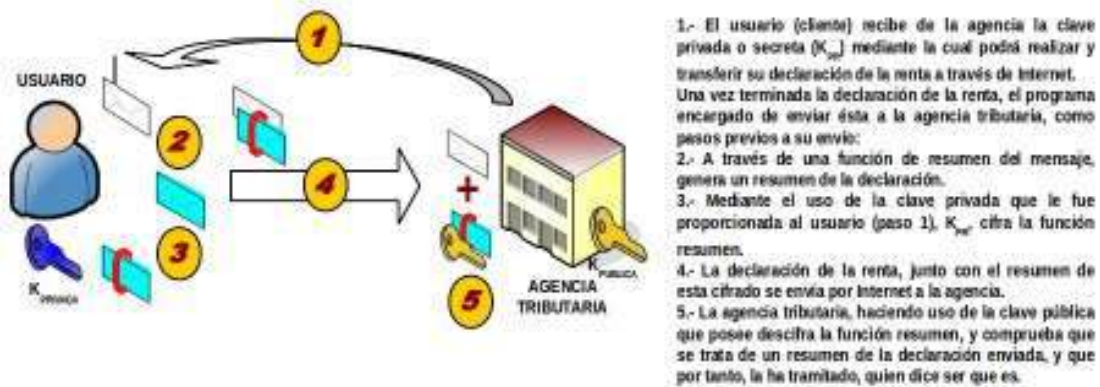 1
USUARIO
2
4
3
K PRIVADA
5
K PUBLICA
AGENCIA
TRIBUTARIA
1.- El usuario (cliente) recibe de la agencia la clave
privada o secreta (K) mediante la cual podrá realizar y
transferir su declaración de la renta a través de Internet.
Una vez terminada la declaración de la renta, el programa
encargado de enviar ésta a la agencia tributaria, como
pasos previos a su envío:
2.- A través de una función de resumen del mensaje,
genera un resumen de la declaración.
3.- Mediante el uso de la clave privada que le fue
proporcionada al usuario (paso 1), K, cifra la función
resumen.
4.- La declaración de la renta, junto con el resumen de
esta cifrado se envía por Internet a la agencia.
5.- La agencia tributaria, haciendo uso de la clave pública
que posee descifra la función resumen, y comprueba que
se trata de un resumen de la declaración enviada, y que
por tanto, la ha tramitado, quien dice ser que es.